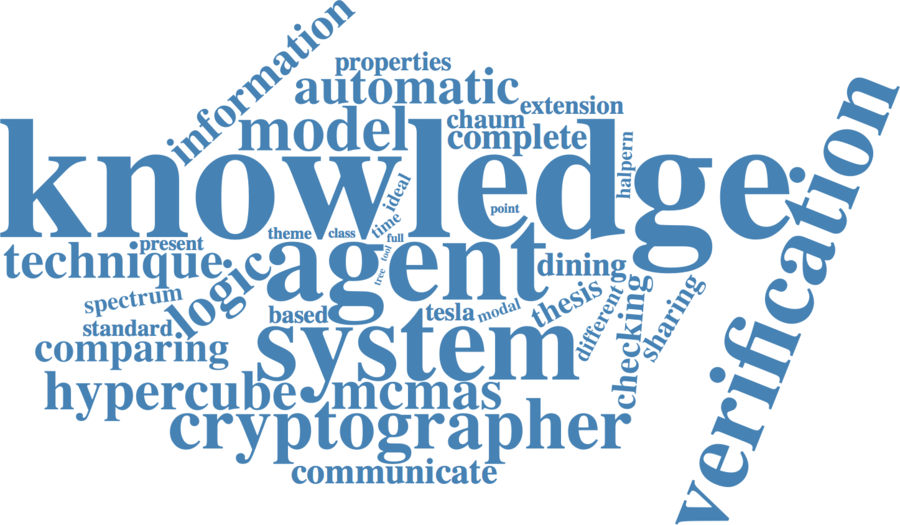 information
properties
automatic
extension
chaum
model
complete
knowledge
halpern
verification
ideal
point
time
theme
class
full
present
tool
technique
agent
dining
tree
logic
spectrum
thesis
sharing
based
tesla
modal
different
checking
standard
system
comparing
hypercube
mcmas
cryptographer
communicate